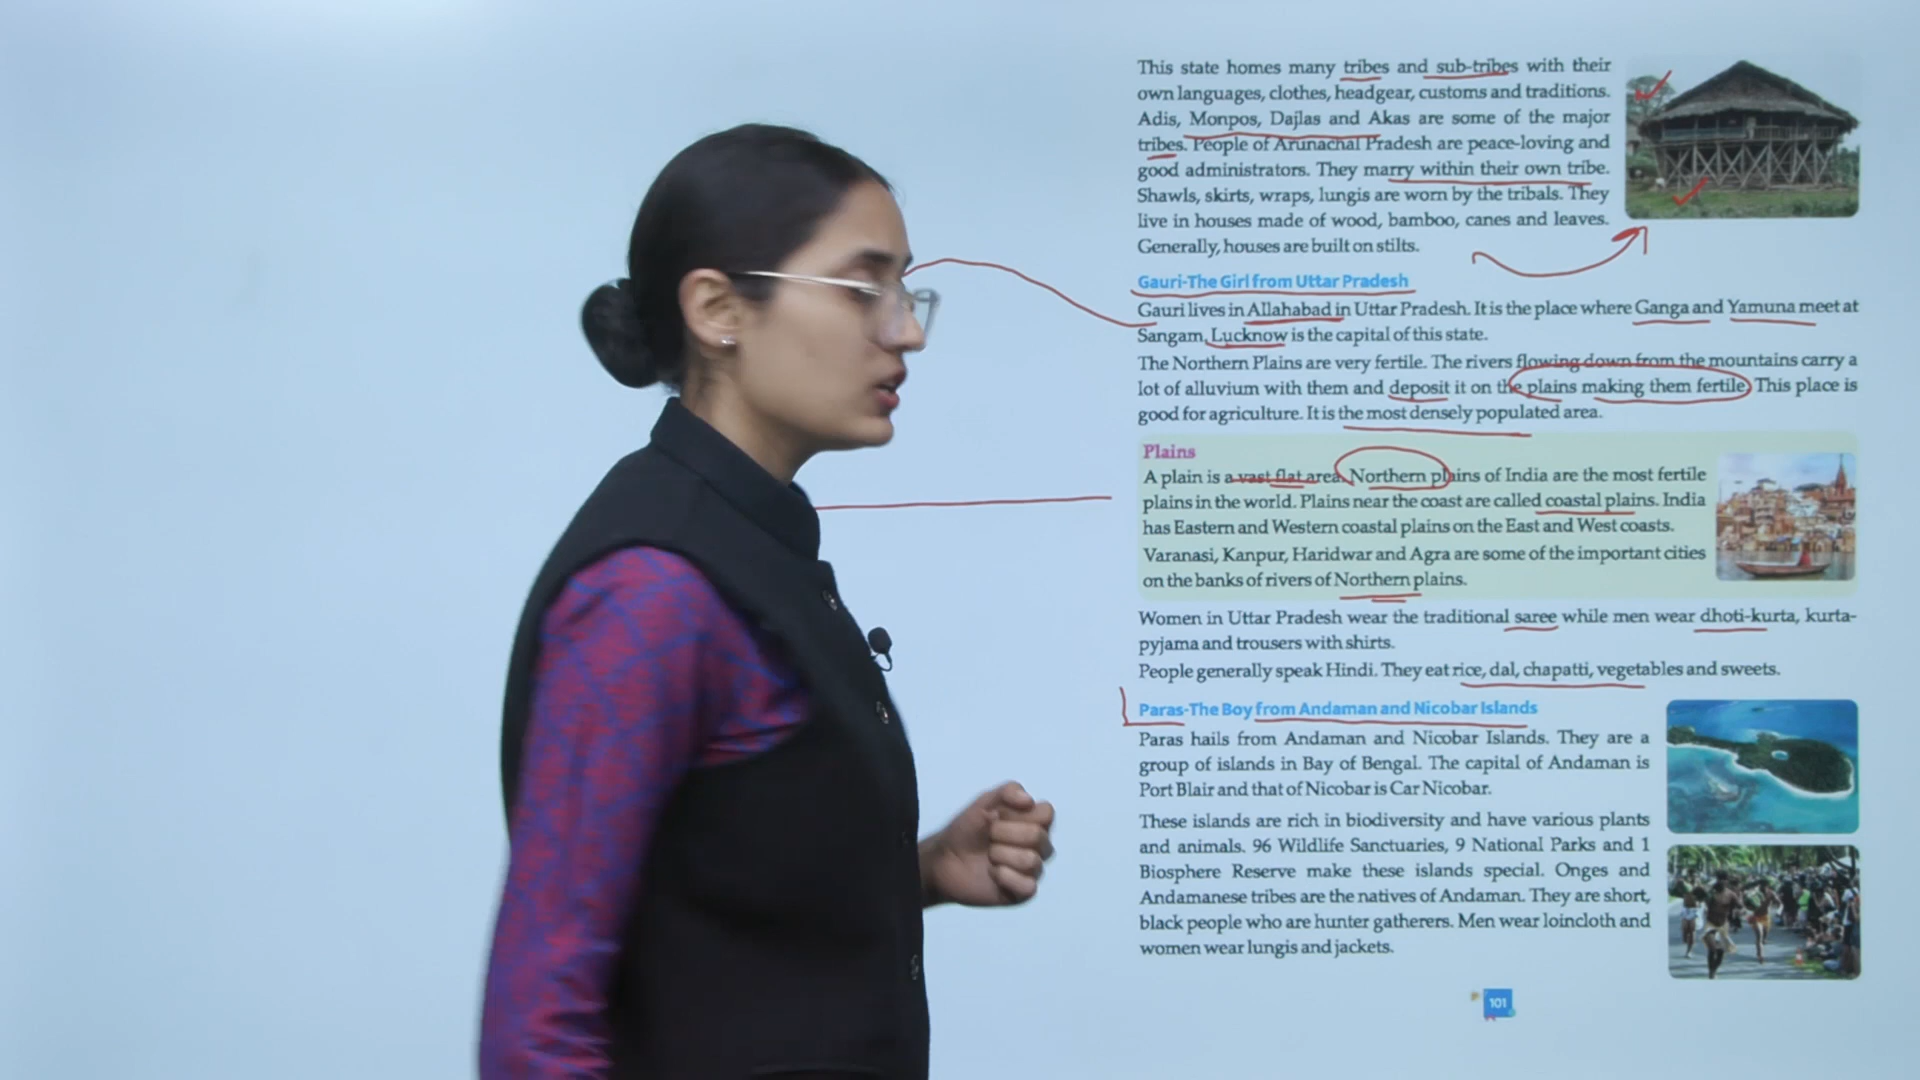 This state homes many tribes and sub-tribes with their
own languages, clothes, headgear, customs and traditions.
Adis, Monpos, Dajlas and Akas are some of the major
tribes. People of Arunachal Pradesh are peace-loving and
good administrators. They marry within their own tribe.
Shawls, skirts, wraps, lungis are worn by the tribals. They
live in houses made of wood, bamboo, canes and leaves.
Generally, houses are built on stilts.
Gauri-The Girl from Uttar Pradesh
Gauri lives in Allahabad in Uttar Pradesh. It is the place where Ganga and Yamuna meet at
Sangam. Lucknow is the capital of this state.
The Northern Plains are very fertile. The rivers flowing down from the mountains carry a
lot of alluvium with them and deposit it on the plains making them fertile. This place is
good for agriculture. It is the most densely populated area.
Plains
A plain is a vast flat area. Northern plains of India are the most fertile
plains in the world. Plains near the coast are called coastal plains. India
has Eastern and Western coastal plains on the East and West coasts.
Varanasi, Kanpur, Haridwar and Agra are some of the important cities
on the banks of rivers of Northern plains.
Women in Uttar Pradesh wear the traditional saree while men wear dhoti-kurta, kurta-
pyjama and trousers with shirts.
People generally speak Hindi. They eat rice, dal, chapatti, vegetables and sweets.
Paras-The Boy from Andaman and Nicobar Islands
Paras hails from Andaman and Nicobar Islands. They are a
group of islands in Bay of Bengal. The capital of Andaman is
Port Blair and that of Nicobar is Car Nicobar.
These islands are rich in biodiversity and have various plants
and animals. 96 Wildlife Sanctuaries, 9 National Parks and 1
Biosphere Reserve make these islands special. Onges and
Andamanese tribes are the natives of Andaman. They are short,
black people who are hunter gatherers. Men wear loincloth and
women wear lungis and jackets.
101